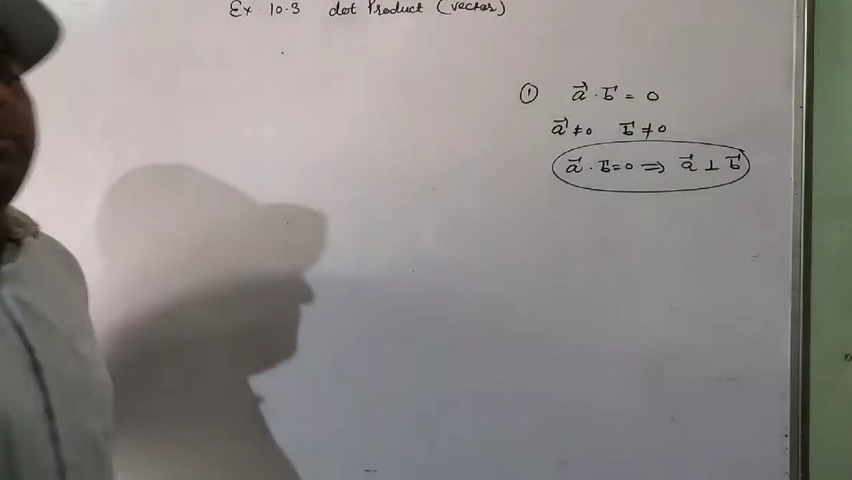 Ex. 10.3 dot Product (vector)
① a⃗ . b⃗ = 0
a⃗ ≠ 0 b⃗ ≠ 0
a⃗ . b⃗ = 0 ⇒ a⃗ ⊥ b⃗